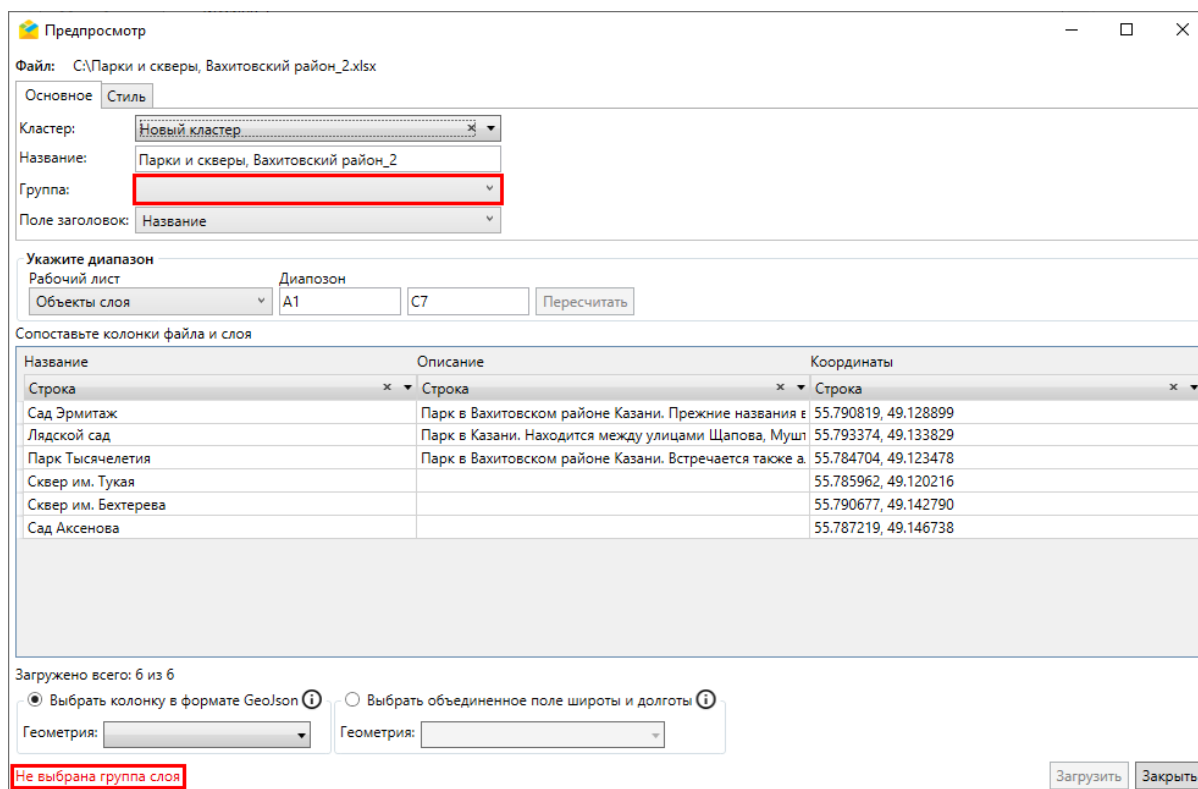 Предпросмотр
Файл: C:\Парки и скверы, Вахитовский район_2.xlsx
Основное Стиль
Кластер: Новый кластер
Название: Парки и скверы, Вахитовский район_2
Группа:
Поле заголовок: Название
Укажите диапазон
Рабочий лист Диапозон
Объекты слоя A1 C7 Пересчитать
Сопоставьте колонки файла и слоя
Название Описание Координаты
Строка Строка Строка
Сад Эрмитаж Парк в Вахитовском районе Казани. Прежние названия 55.790819, 49.128899
Лядской сад Парк в Казани. Находится между улицами Щапова, Мушт 55.793374, 49.133829
Парк Тысячелетия Парк в Вахитовском районе Казани. Встречается также а 55.784704, 49.123478
Сквер им. Тукая 55.785962, 49.120216
Сквер им. Бехтерева 55.790677, 49.142790
Сад Аксенова 55.787219, 49.146738
Загружено всего: 6 из 6
Выбрать колонку в формате GeoJson Выбрать объединенное поле широты и долготы
Геометрия: Геометрия:
Не выбрана группа слоя
Загрузить Закрыть